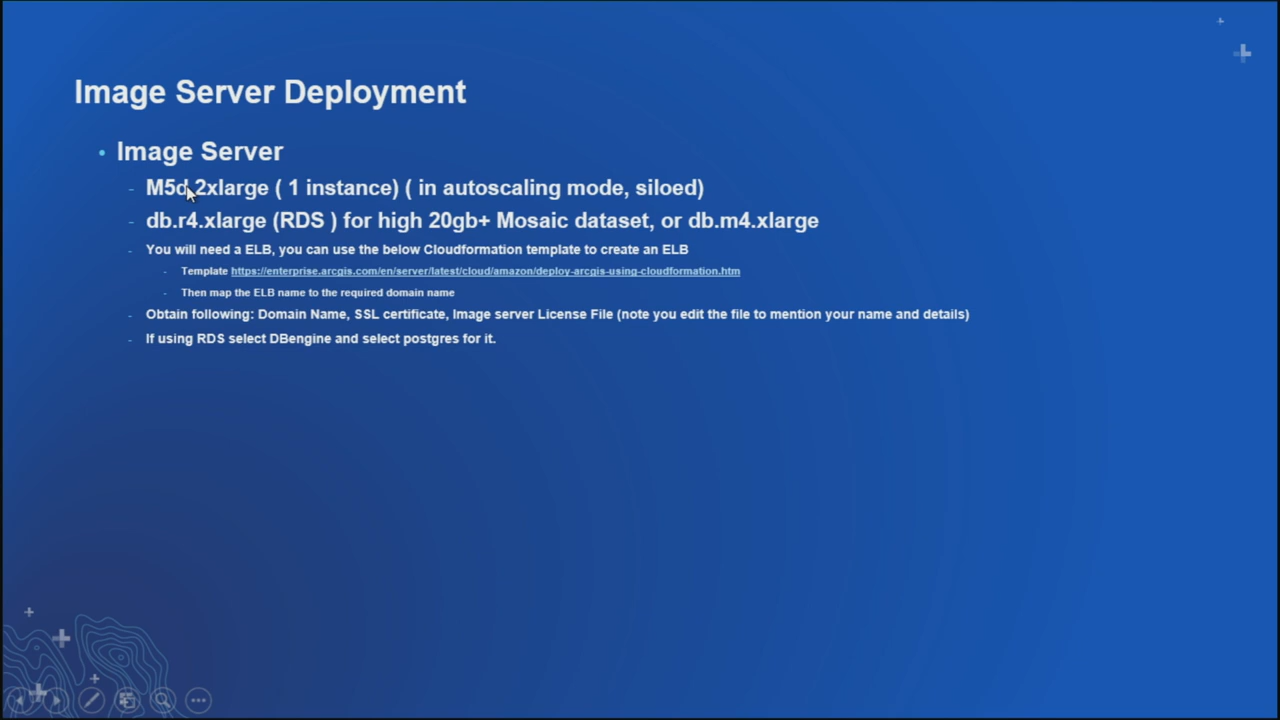 Image Server Deployment
Image Server
M5d.2xlarge ( 1 instance) ( in autoscaling mode, siloed)
db.r4.xlarge (RDS ) for high 20gb+ Mosaic dataset, or db.m4.xlarge
You will need a ELB, you can use the below Cloudformation template to create an ELB
Template https://enterprise.arcgis.com/en/server/latest/cloud/amazon/deploy-arcgis-using-cloudformation.htm
Then map the ELB name to the required domain name
Obtain following: Domain Name, SSL certificate, Image server License File (note you edit the file to mention your name and details)
If using RDS select DBengine and select postgres for it.